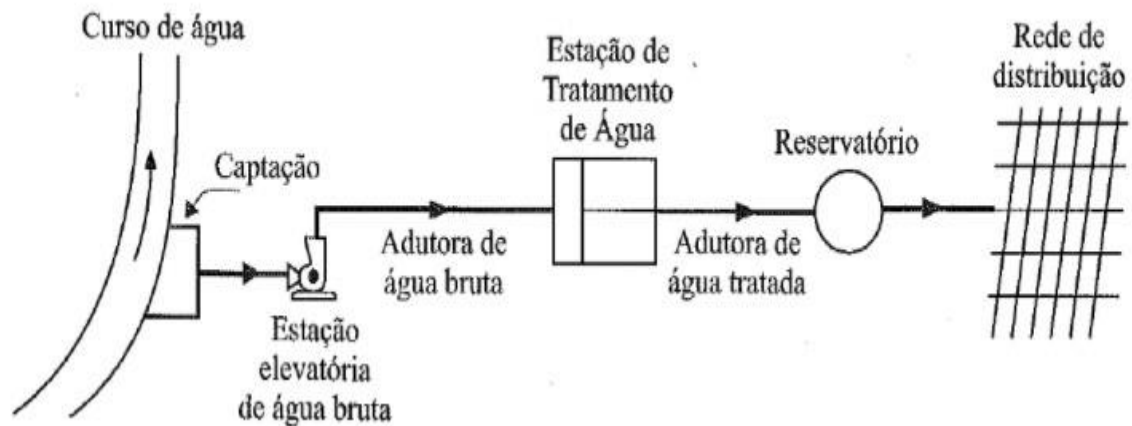 Curso de água
Captação
Estação
elevatória
de água bruta
Adutora de
água bruta
Estação de
Tratamento
de Água
Adutora de
água tratada
Reservatório
Rede de
distribuição